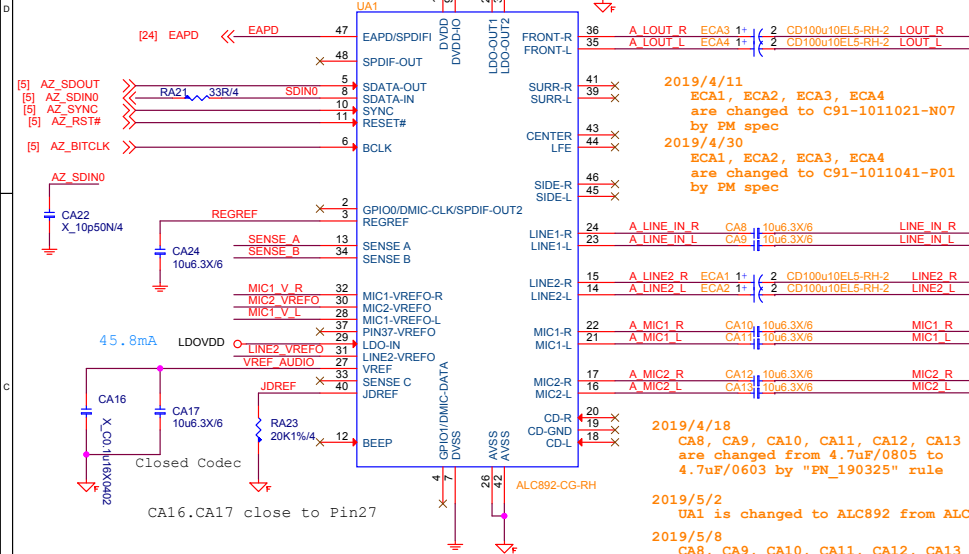 D
UA1
[24] EAPD
EAPD
47
EAPD/SPDIFI
48
SPDIF-OUT
[5] AZ_SDOUT
5
SDATA-OUT
[5] AZ_SDIN0
RA21
33R/4
SDIN0
8
SDATA-IN
[5] AZ_SYNC
10
SYNC
[5] AZ_RST#
11
RESET#
[5] AZ_BITCLK
6
BCLK
AZ_SDIN0
CA22
X_10p50N/4
2
GPIO0/DMIC-CLK/SPDIF-OUT2
REGREF
3
REGREF
CA24
10u6.3X/6
SENSE_A
13
SENSE A
SENSE_B
34
SENSE B
MIC1_V_R
32
MIC1-VREFO-R
MIC2_VREFO
30
MIC2-VREFO
MIC1_V_L
28
MIC1-VREFO-L
37
PIN37-VREFO
45.8mA
LDOVDD
29
LDO-IN
LINE2_VREFO
31
LINE2-VREFO
VREF_AUDIO
27
VREF
33
SENSE C
JDREF
40
JDREF
CA16
X_C0.1u16X0402
CA17
10u6.3X/6
RA23
20K1%/4
12
BEEP
Closed Codec
CA16.CA17 close to Pin27
C
DVDD
DVDD-IO
LDO-OUT1
LDO-OUT2
F
FRONT-R
36
A_LOUT_R
ECA3
1+
2
CD100u10EL5-RH-2
LOUT_R
FRONT-L
35
A_LOUT_L
ECA4
1+
2
CD100u10EL5-RH-2
LOUT_L
SURR-R
41
SURR-L
39
2019/4/11
ECA1, ECA2, ECA3, ECA4
are changed to C91-1011021-N07
by PM spec
CENTER
43
LFE
44
2019/4/30
ECA1, ECA2, ECA3, ECA4
are changed to C91-1011041-P01
by PM spec
SIDE-R
46
SIDE-L
45
LINE1-R
24
A_LINE_IN_R
CA8
10u6.3X/6
LINE_IN_R
LINE1-L
23
A_LINE_IN_L
CA9
10u6.3X/6
LINE_IN_L
LINE2-R
15
A_LINE2_R
ECA1
1+
2
CD100u10EL5-RH-2
LINE2_R
LINE2-L
14
A_LINE2_L
ECA2
1+
2
CD100u10EL5-RH-2
LINE2_L
MIC1-R
22
A_MIC1_R
CA10
10u6.3X/6
MIC1_R
MIC1-L
21
A_MIC1_L
CA11
10u6.3X/6
MIC1_L
MIC2-R
17
A_MIC2_R
CA12
10u6.3X/6
MIC2_R
MIC2-L
16
A_MIC2_L
CA13
10u6.3X/6
MIC2_L
CD-R
20
CD-GND
19
CD-L
18
GPIO1/DMIC-DATA
DVSS
AVSS
AVSS
4
7
26
42
ALC892-CG-RH
F
F
F
2019/4/18
CA8, CA9, CA10, CA11, CA12, CA13
are changed from 4.7uF/0805 to
4.7uF/0603 by "PN_190325" rule
2019/5/2
UA1 is changed to ALC892 from ALC
2019/5/8
CA8, CA9, CA10, CA11, CA12, CA13